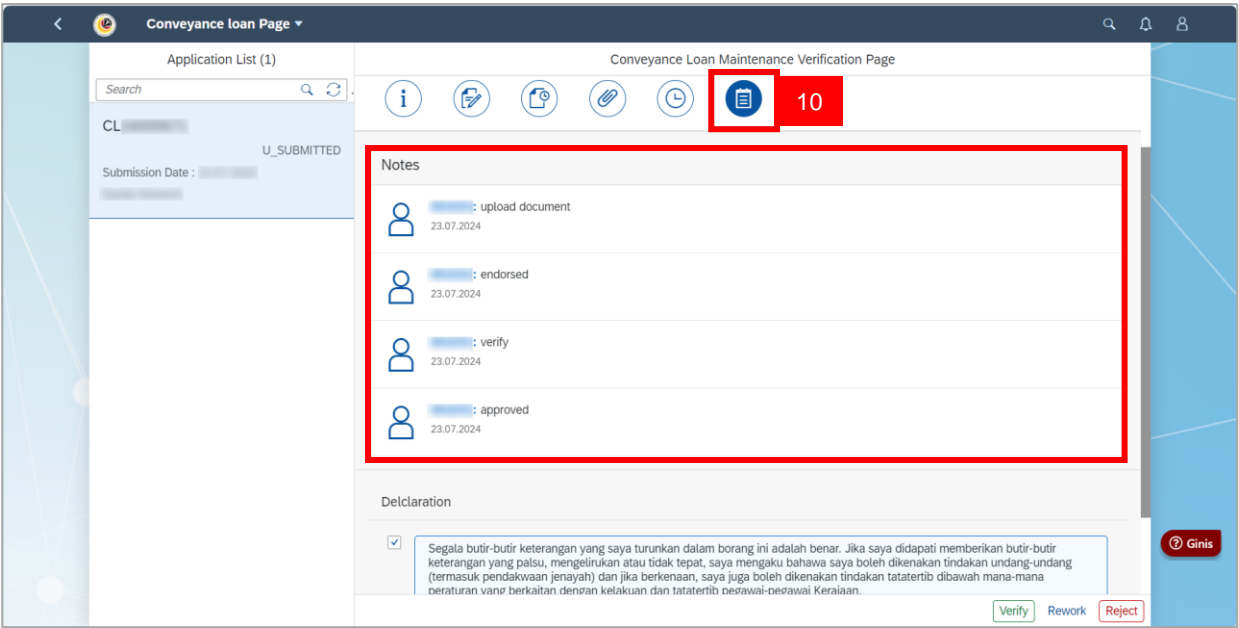 Conveyance loan Page
Application List (1)
Search
CL
U_SUBMITTED
Submission Date :
Conveyance Loan Maintenance Verification Page
10
Notes
: upload document
23.07.2024
: endorsed
23.07.2024
: verify
23.07.2024
: approved
23.07.2024
Delclaration
Segala butir-butir keterangan yang saya turunkan dalam borang ini adalah benar. Jika saya didapati memberikan butir-butir
keterangan yang palsu, mengelirukan atau tidak tepat, saya mengaku bahawa saya boleh dikenakan tindakan undang-undang
(termasuk pendakwaan jenayah) dan jika berkenaan, saya juga boleh dikenakan tindakan tatatertib dibawah mana-mana
peraturan yang berkaitan dengan kelakuan dan tatatertib pegawai-pegawai Kerajaan.
Ginis
Verify Rework Reject